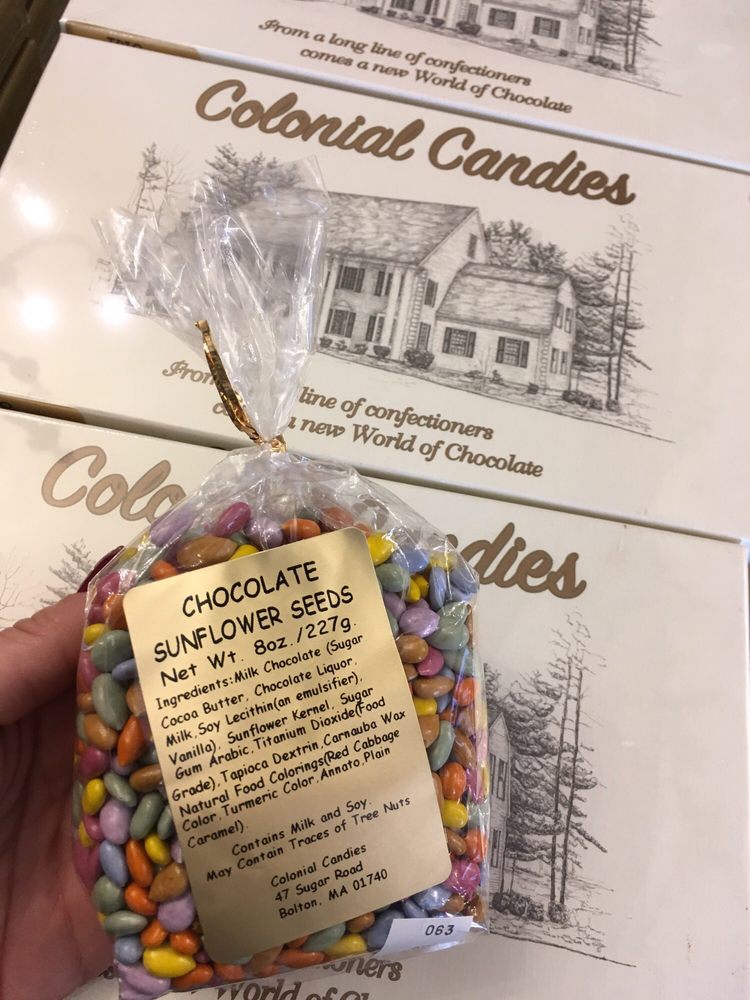 From a long line of confectioners
comes a new World of Chocolate
Colonial Candies
From line of confectioners
a new World of Chocolate
Colo dies
CHOCOLATE
SUNFLOWER SEEDS
Net Wt. 8oz./227g.
Ingredients:Milk Chocolate (Sugar
Cocoa Butter, Chocolate Liquor,
Milk,Soy Lecithin(an emulsifier),
Vanilla), Sunflower Kernel, Sugar
Gum Arabic,Titanium Dioxide(Food
Grade),Tapioca Dextrin,Carnauba Wax
Natural Food Colorings(Red Cabbage
Color,Turmeric Color,Annato,Plain
Caramel).
Contains Milk and Soy.
May Contain Traces of Tree Nuts
Colonial Candies
47 Sugar Road
Bolton, MA 01740
063
World of